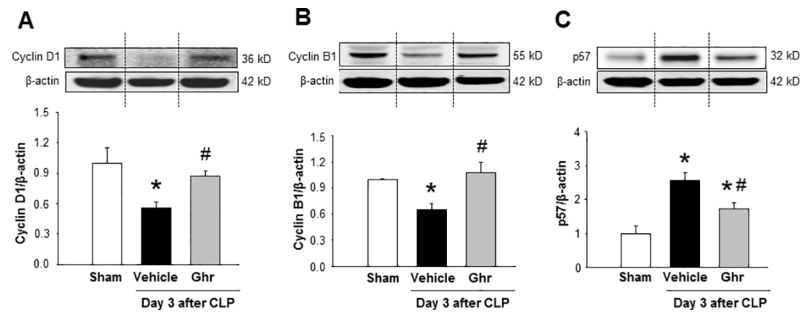 A
Cyclin D1
36 kD
β-actin
42 kD
Cyclin D1/β-actin
1.5
1.2
0.9
0.6
0.3
0.0
*
#
Sham
Vehicle
Ghr
Day 3 after CLP
B
Cyclin B1
55 kD
β-actin
42 kD
Cyclin B1/β-actin
1.5
1.2
0.9
0.6
0.3
0.0
*
#
Sham
Vehicle
Ghr
Day 3 after CLP
C
p57
32 kD
β-actin
42 kD
p57/β-actin
4
3
2
1
0
*
*#
Sham
Vehicle
Ghr
Day 3 after CLP